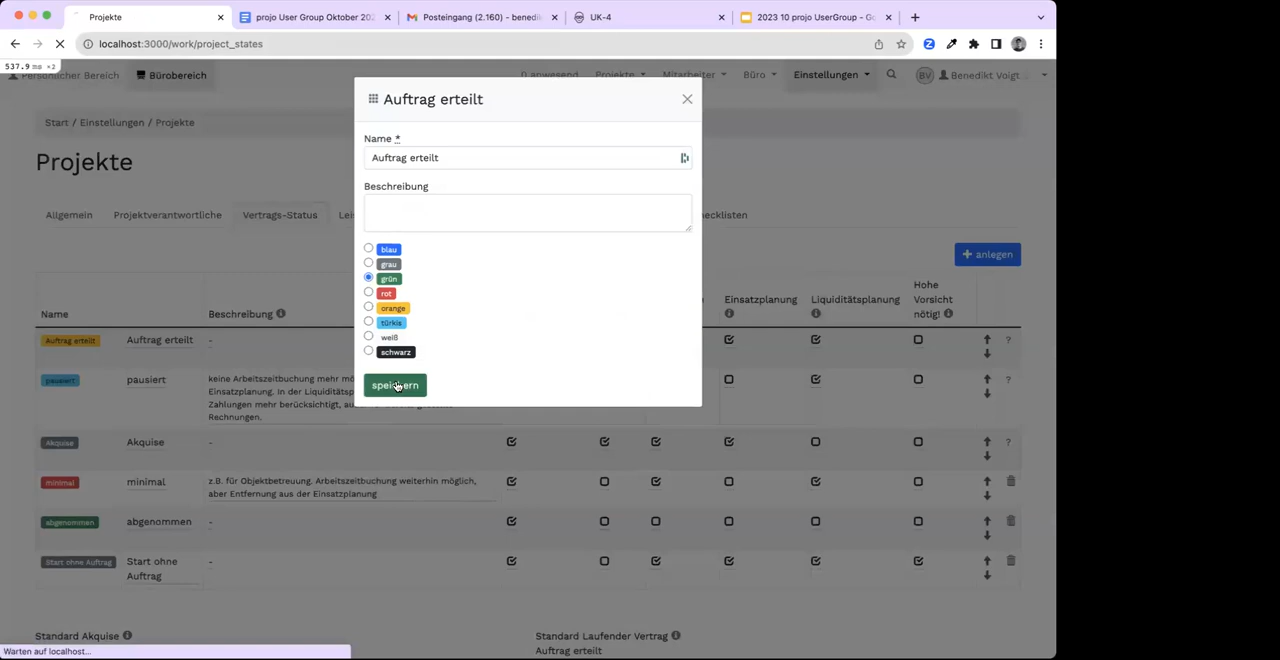 Projekte
projo User Group Oktober 202
Posteingang (2.160) - benedi
UK-4
2023 10 projo UserGroup - Go
localhost:3000/work/project_states
537.9 ms ×2
Persönlicher Bereich
Bürobereich
0 anwesend
Projekte
Mitarbeiter
Büro
Einstellungen
BV
Benedikt Voigt
Start / Einstellungen / Projekte
Projekte
Allgemein
Projektverantwortliche
Vertrags-Status
Lei
hecklisten
anlegen
Auftrag erteilt
Name *
Auftrag erteilt
Beschreibung
blau
grau
grün
rot
orange
türkis
weiß
schwarz
speichern
Name
Beschreibung
Einsatzplanung
Liquiditätsplanung
Hohe
Vorsicht
nötig!
Auftrag erteilt
Auftrag erteilt
-
?
pausiert
pausiert
keine Arbeitszeitbuchung mehr mö
Einsatzplanung. In der Liquiditätsp
Zahlungen mehr berücksichtigt, au
Rechnungen.
?
Akquise
Akquise
-
?
minimal
minimal
z.B. für Objektbetreuung. Arbeitszeitbuchung weiterhin möglich,
aber Entfernung aus der Einsatzplanung
abgenommen
abgenommen
-
Start ohne Auftrag
Start ohne
Auftrag
-
Standard Akquise
Standard Laufender Vertrag
Auftrag erteilt
Warten auf localhost...